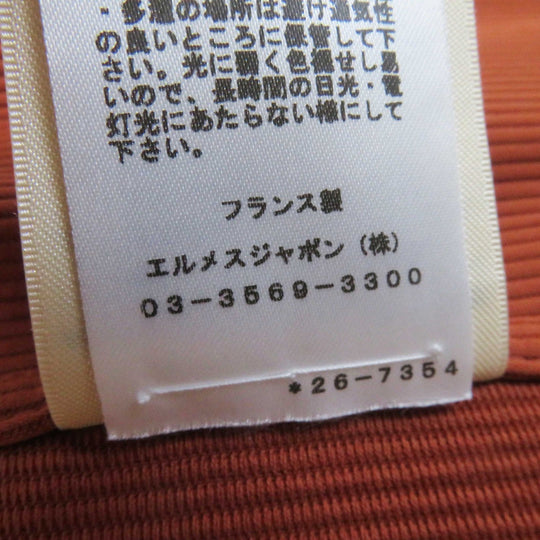 ・多湿の場所は避け通気性
の良いところに保管して下
さい。光に弱く色褪せし易
いので、長時間の日光・電
灯光にあたらない様にして
下さい。
フランス製
エルメスジャポン（株）
03-3569-3300
*26-7354